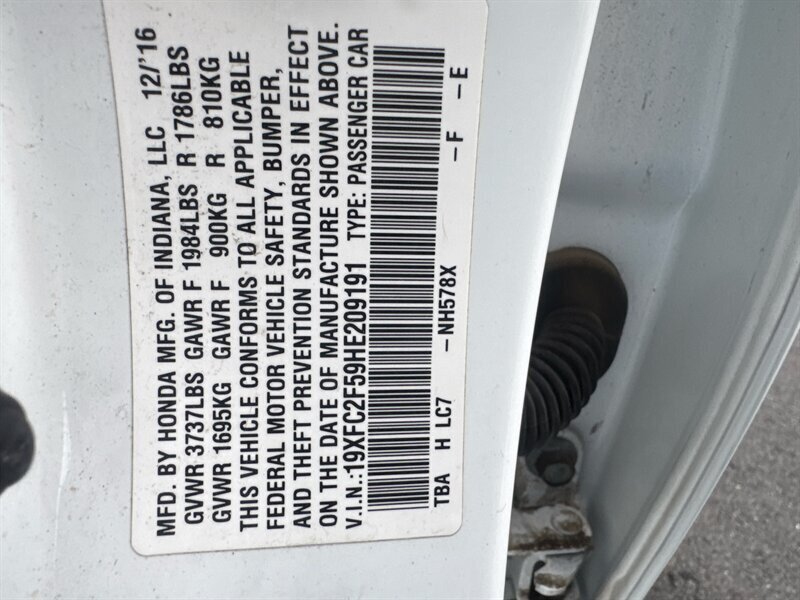 MFD. BY HONDA MFG. OF INDIANA, LLC 12/'16
GVWR 3737LBS GAWR F 1984LBS R 1786LBS
GVWR 1695KG GAWR F 900KG R 810KG
THIS VEHICLE CONFORMS TO ALL APPLICABLE
FEDERAL MOTOR VEHICLE SAFETY, BUMPER,
AND THEFT PREVENTION STANDARDS IN EFFECT
ON THE DATE OF MANUFACTURE SHOWN ABOVE.
V.I.N.:19XFC2F59HE209191 TYPE: PASSENGER CAR
TBA H LC7 -NH578X -F -E